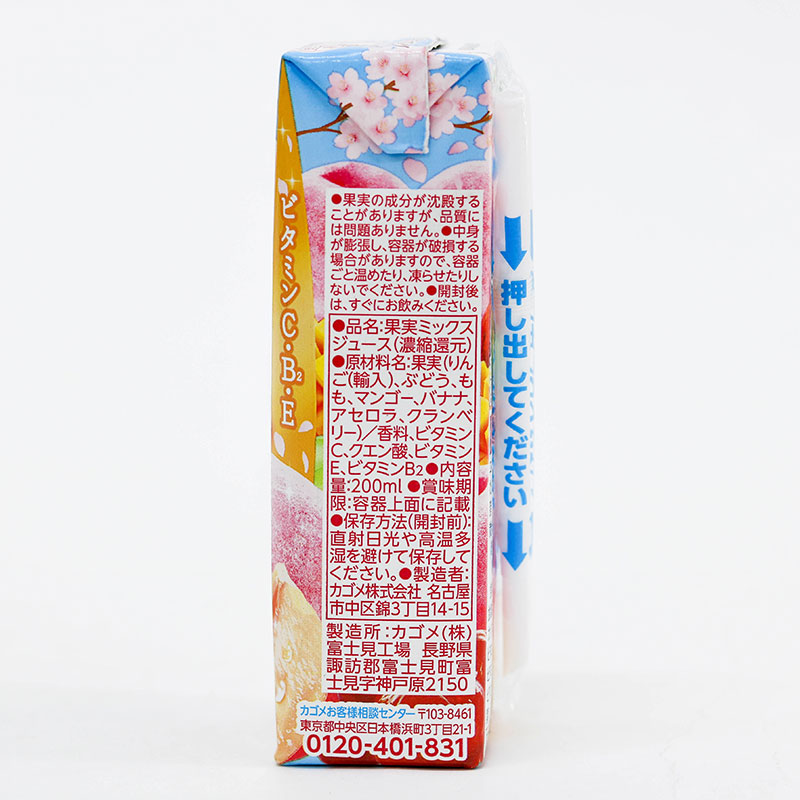 ビタミンC・B2・E
●果実の成分が沈殿する
ことがありますが、品質に
は問題ありません。●中身
が膨張し、容器が破損する
場合がありますので、容器
ごと温めたり、凍らせたりし
ないでください。●開封後
は、すぐにお飲みください。
●品名:果実ミックス
ジュース(濃縮還元)
●原材料名:果実(りん
ご(輸入)、ぶどう、も
も、マンゴー、バナナ、
アセロラ、クランベ
リー)/香料、ビタミン
C、クエン酸、ビタミン
E、ビタミンB2●内容
量:200ml ●賞味期
限:容器上面に記載
●保存方法(開封前):
直射日光や高温多
湿を避けて保存して
ください。●製造者:
カゴメ株式会社 名古屋
市中区錦3丁目14-15
製造所:カゴメ(株)
富士見工場 長野県
諏訪郡富士見町富
士見字神戸原2150
カゴメお客様相談センター 〒103-8461
東京都中央区日本橋浜町3丁目21-1
0120-401-831
押し出してください